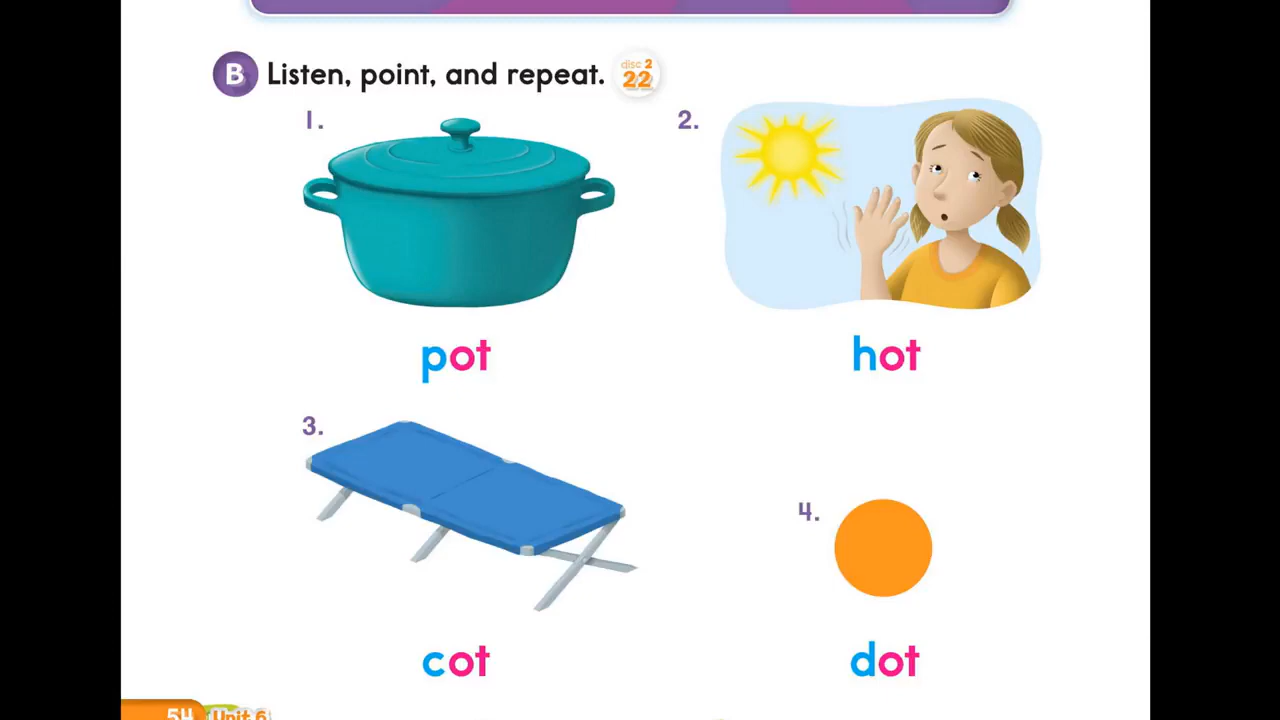 B Listen, point, and repeat. disc 2 22
1.
2.
pot
hot
3.
4.
cot
dot
54 Unit 6